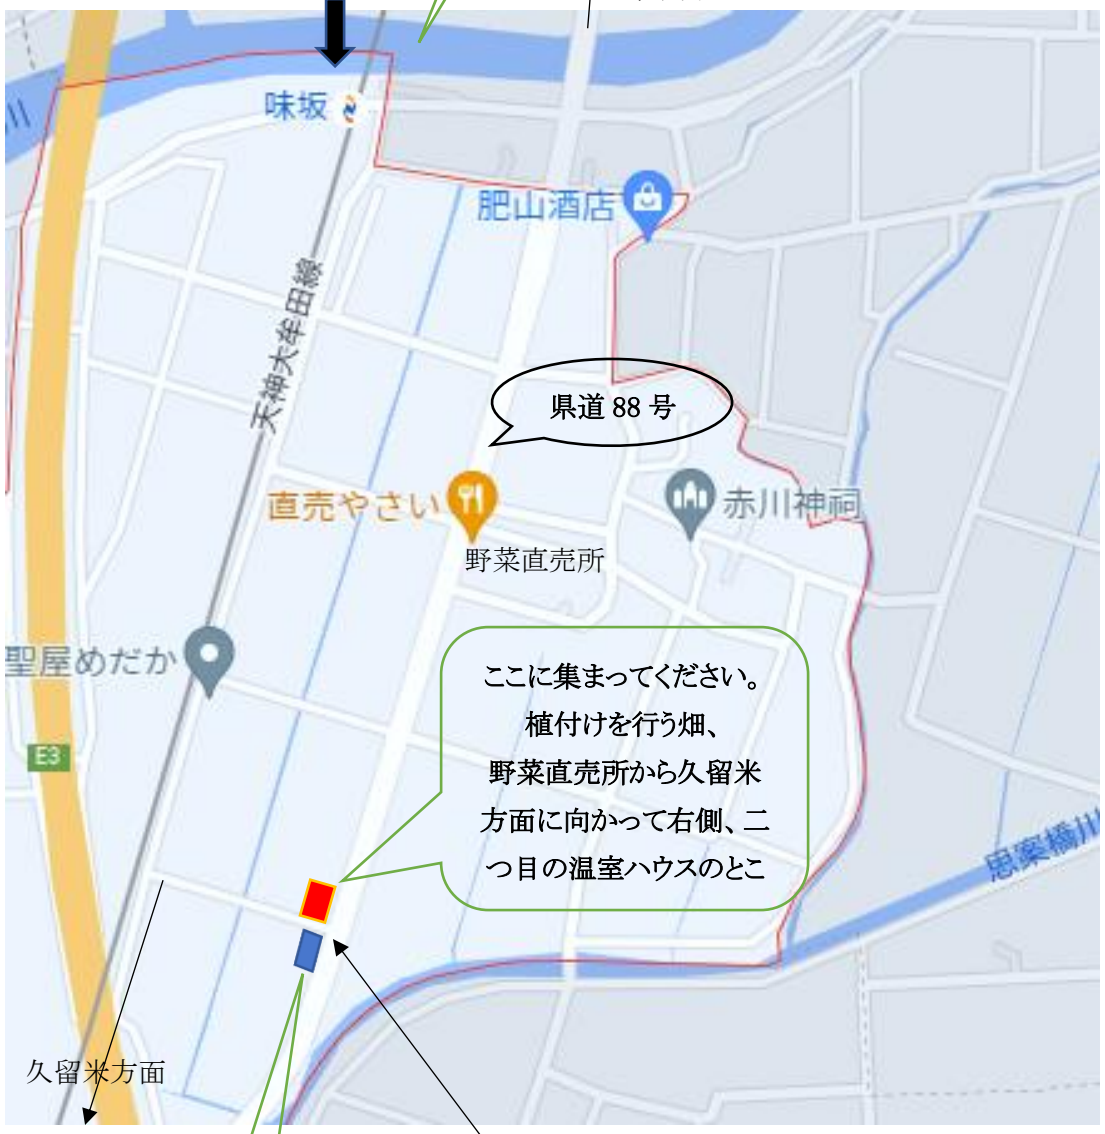 味坂
肥山酒店
天神大牟田線
県道 88 号
直売やさい
赤川神祠
野菜直売所
聖屋めだか
ここに集まってください。
植付けを行う畑、
野菜直売所から久留米
方面に向かって右側、二
つ目の温室ハウスのとこ
E3
思案橋川
久留米方面